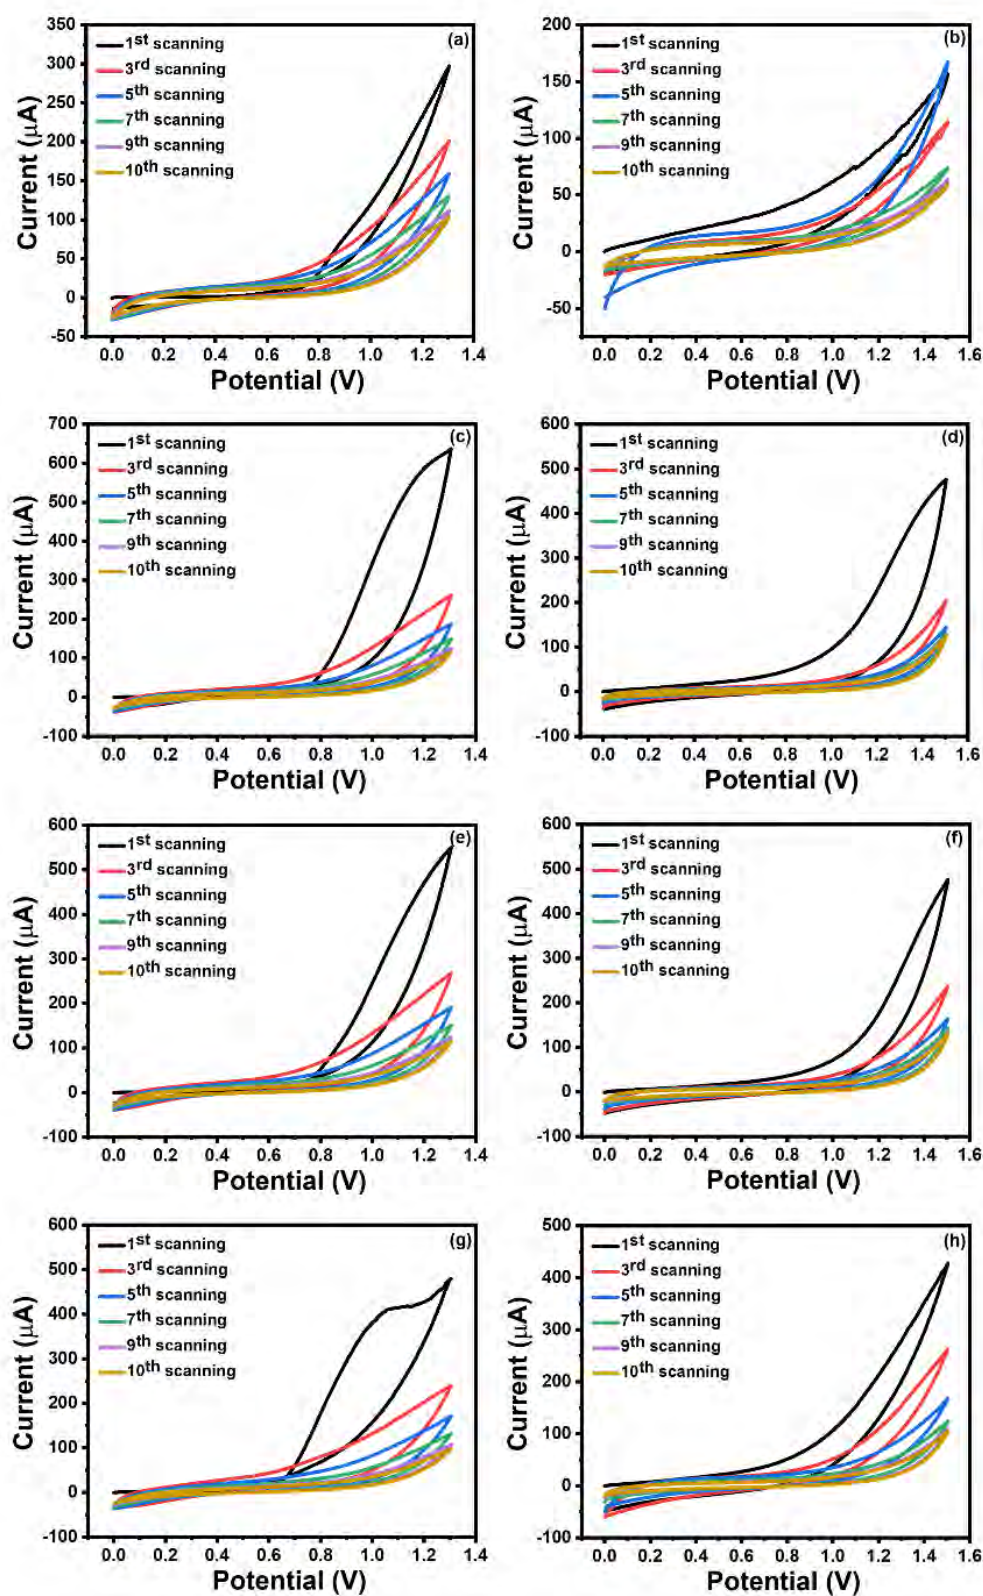 350
300
250
200
150
100
50
0
-50
Current (μA)
1st scanning
3rd scanning
5th scanning
7th scanning
9th scanning
10th scanning
(a)
0.0 0.2 0.4 0.6 0.8 1.0 1.2 1.4
Potential (V)
200
150
100
50
0
-50
Current (μA)
1st scanning
3rd scanning
5th scanning
7th scanning
9th scanning
10th scanning
(b)
0.0 0.2 0.4 0.6 0.8 1.0 1.2 1.4 1.6
Potential (V)
700
600
500
400
300
200
100
0
-100
Current (μA)
1st scanning
3rd scanning
5th scanning
7th scanning
9th scanning
10th scanning
(c)
0.0 0.2 0.4 0.6 0.8 1.0 1.2 1.4
Potential (V)
600
500
400
300
200
100
0
-100
Current (μA)
1st scanning
3rd scanning
5th scanning
7th scanning
9th scanning
10th scanning
(d)
0.0 0.2 0.4 0.6 0.8 1.0 1.2 1.4 1.6
Potential (V)
600
500
400
300
200
100
0
-100
Current (μA)
1st scanning
3rd scanning
5th scanning
7th scanning
9th scanning
10th scanning
(e)
0.0 0.2 0.4 0.6 0.8 1.0 1.2 1.4
Potential (V)
600
500
400
300
200
100
0
-100
Current (μA)
1st scanning
3rd scanning
5th scanning
7th scanning
9th scanning
10th scanning
(f)
0.0 0.2 0.4 0.6 0.8 1.0 1.2 1.4 1.6
Potential (V)
600
500
400
300
200
100
0
-100
Current (μA)
1st scanning
3rd scanning
5th scanning
7th scanning
9th scanning
10th scanning
(g)
0.0 0.2 0.4 0.6 0.8 1.0 1.2 1.4
Potential (V)
500
400
300
200
100
0
-100
Current (μA)
1st scanning
3rd scanning
5th scanning
7th scanning
9th scanning
10th scanning
(h)
0.0 0.2 0.4 0.6 0.8 1.0 1.2 1.4 1.6
Potential (V)